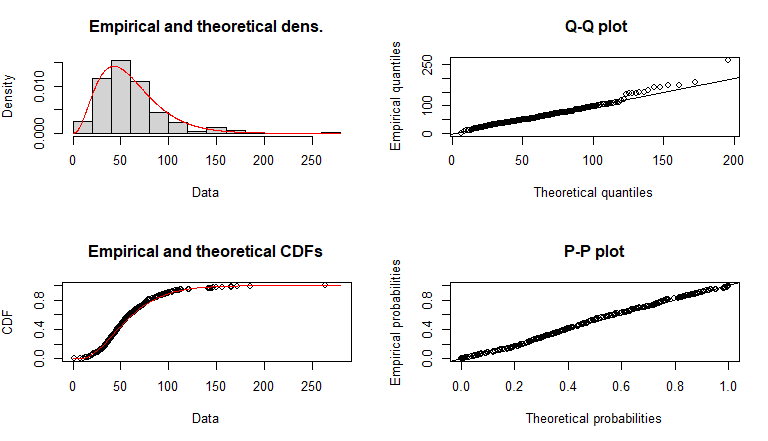 Empirical and theoretical dens.
Density
0.000
0.010
0 50 100 150 200 250
Data
Q-Q plot
Empirical quantiles
0
100
250
0 50 100 150 200
Theoretical quantiles
Empirical and theoretical CDFs
CDF
0.0
0.4
0.8
0 50 100 150 200 250
Data
P-P plot
Empirical probabilities
0.0
0.4
0.8
0.0 0.2 0.4 0.6 0.8 1.0
Theoretical probabilities